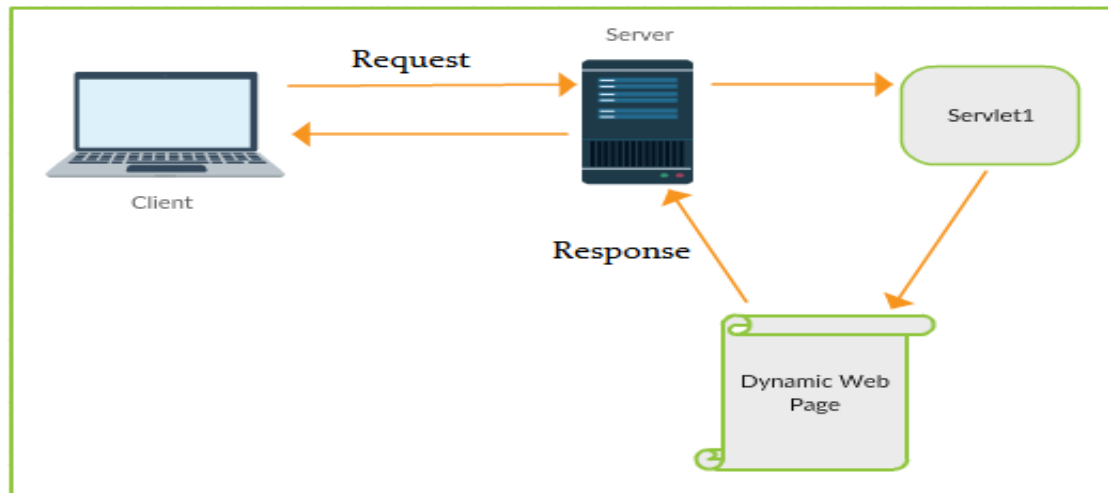 Server
Request
Servlet1
Client
Response
Dynamic Web
Page